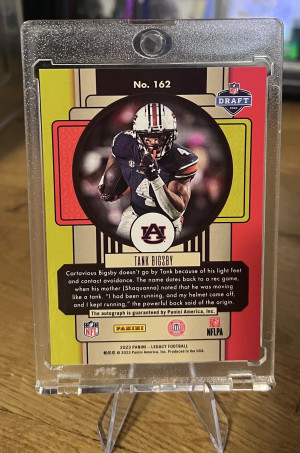 No. 162
NFL
DRAFT
2023
4
AU
TANK BIGSBY
Cartavious Bigsby doesn't go by Tank because of his light feet
and contact avoidance. The name dates back to a rec game,
when his mother (Shaquanna) noted that he was moving
like a tank. "I had been running, and my helmet came off,
and I kept running," the powerful back said of the origin.
The autograph is guaranteed by Panini America, Inc.
NFL
PANINI
NFLPA
2023 PANINI - LEGACY FOOTBALL
© 2023 Panini America, Inc. Produced in the USA.